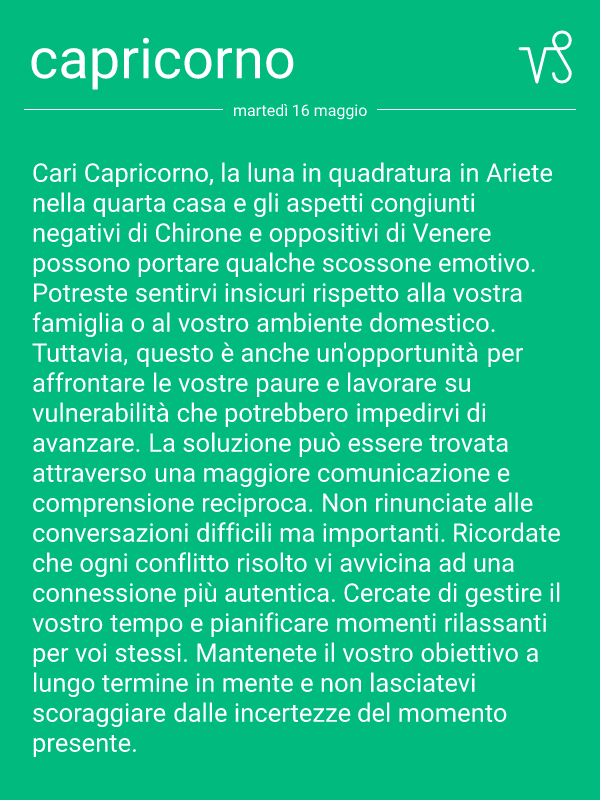 capricorno
martedì 16 maggio
Cari Capricorno, la luna in quadratura in Ariete
nella quarta casa e gli aspetti congiunti
negativi di Chirone e oppositivi di Venere
possono portare qualche scossone emotivo.
Potreste sentirvi insicuri rispetto alla vostra
famiglia o al vostro ambiente domestico.
Tuttavia, questo è anche un'opportunità per
affrontare le vostre paure e lavorare su
vulnerabilità che potrebbero impedirvi di
avanzare. La soluzione può essere trovata
attraverso una maggiore comunicazione e
comprensione reciproca. Non rinunciate alle
conversazioni difficili ma importanti. Ricordate
che ogni conflitto risolto vi avvicina ad una
connessione più autentica. Cercate di gestire il
vostro tempo e pianificare momenti rilassanti
per voi stessi. Mantenete il vostro obiettivo a
lungo termine in mente e non lasciatevi
scoraggiare dalle incertezze del momento
presente.